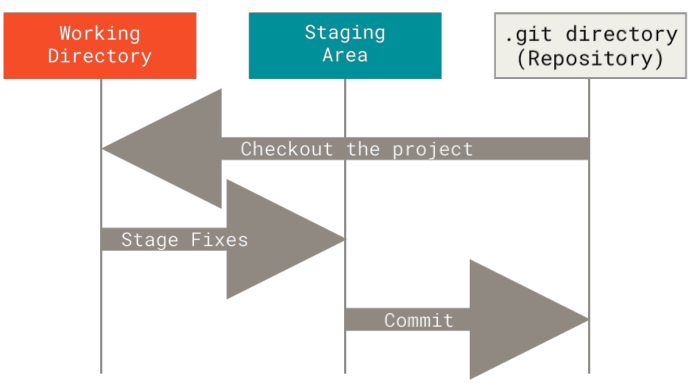 Working
Directory
Staging
Area
.git directory
(Repository)
Checkout the project
Stage Fixes
Commit